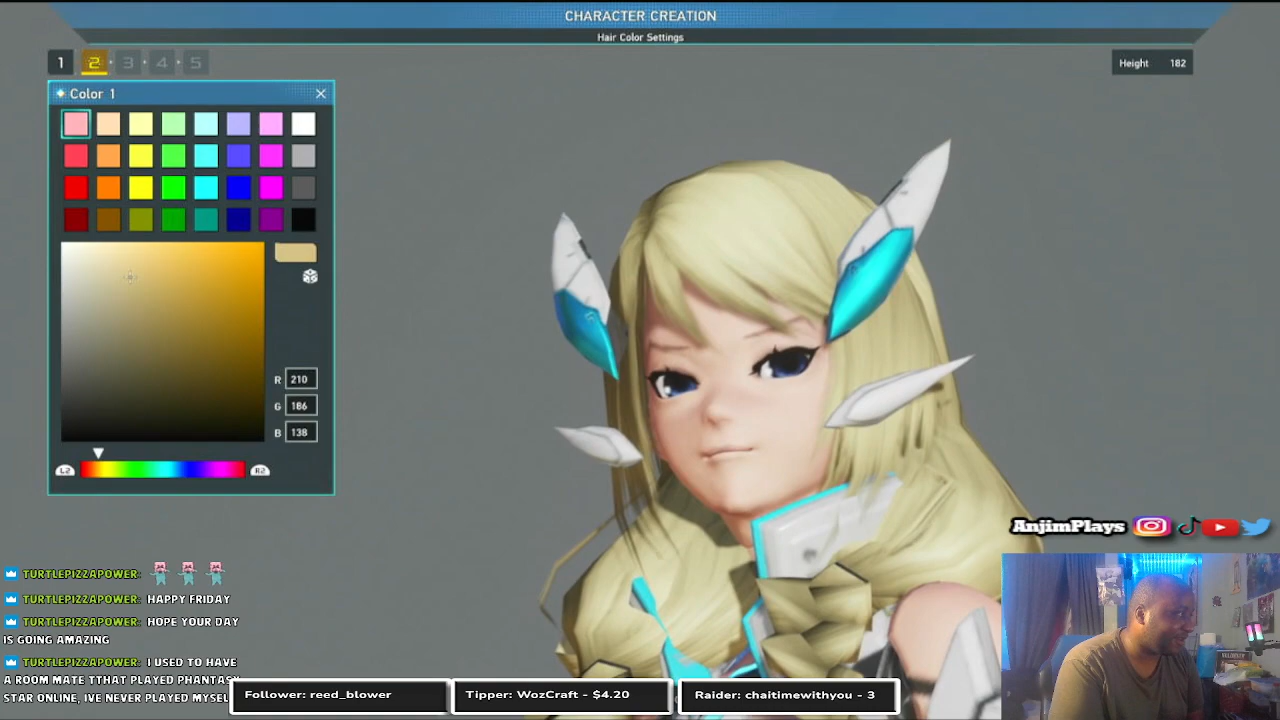 CHARACTER CREATION
Hair Color Settings
1 2 3 4 5
Height 182
Color 1
R 210
G 186
B 138
L2 R2
AnjimPlays
TURTLEPIZZAPOWER:
TURTLEPIZZAPOWER: HAPPY FRIDAY
TURTLEPIZZAPOWER: HOPE YOUR DAY
IS GOING AMAZING
TURTLEPIZZAPOWER: I USED TO HAVE
A ROOM MATE TTHAT PLAYED PHANTASY
STAR ONLINE, IVE NEVER PLAYED MYSEL
Follower: reed_blower
Tipper: WozCraft - $4.20
Raider: chaitimewithyou - 3